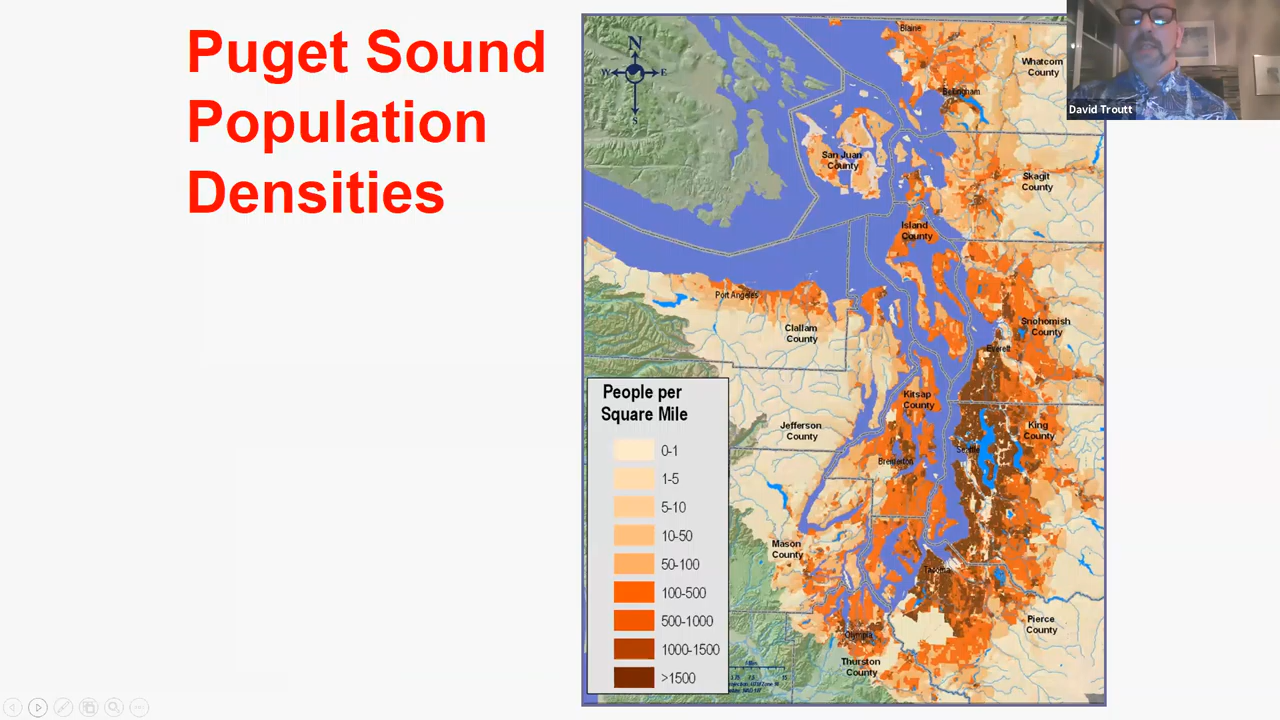 Puget Sound
Population
Densities
N
W
E
S
Blaine
Whatcom
County
Bellingham
David Troutt
San Juan
County
Skagit
County
Island
County
Port Angeles
Clallam
County
Snohomish
County
Everett
People per
Square Mile
0-1
1-5
5-10
10-50
50-100
100-500
500-1000
1000-1500
>1500
Kitsap
County
Jefferson
County
King
County
Seattle
Bremerton
Mason
County
Tacoma
Pierce
County
Olympia
Thurston
County
Miles